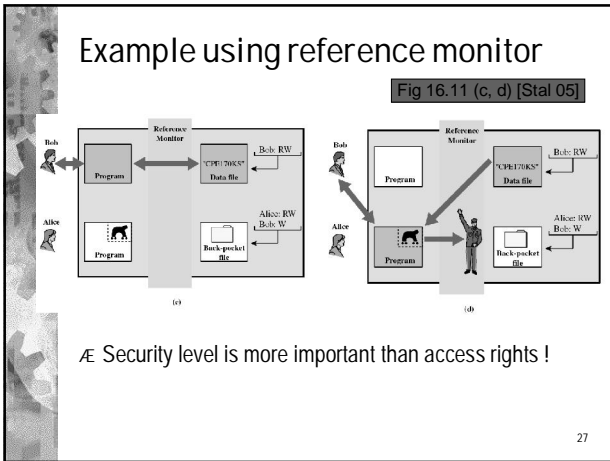 Example using reference monitor
Fig 16.11 (c, d) [Stal 05]
Reference
Monitor
Bob
Program
"CPE170KS"
Data file
Bob: RW
Alice
Program
Back-pocket
file
Alice: RW
Bob: W
(c)
Reference
Monitor
Bob
Program
"CPE170KS"
Data file
Bob: RW
Alice
Program
Back-pocket
file
Alice: RW
Bob: W
(d)
Æ Security level is more important than access rights !
27